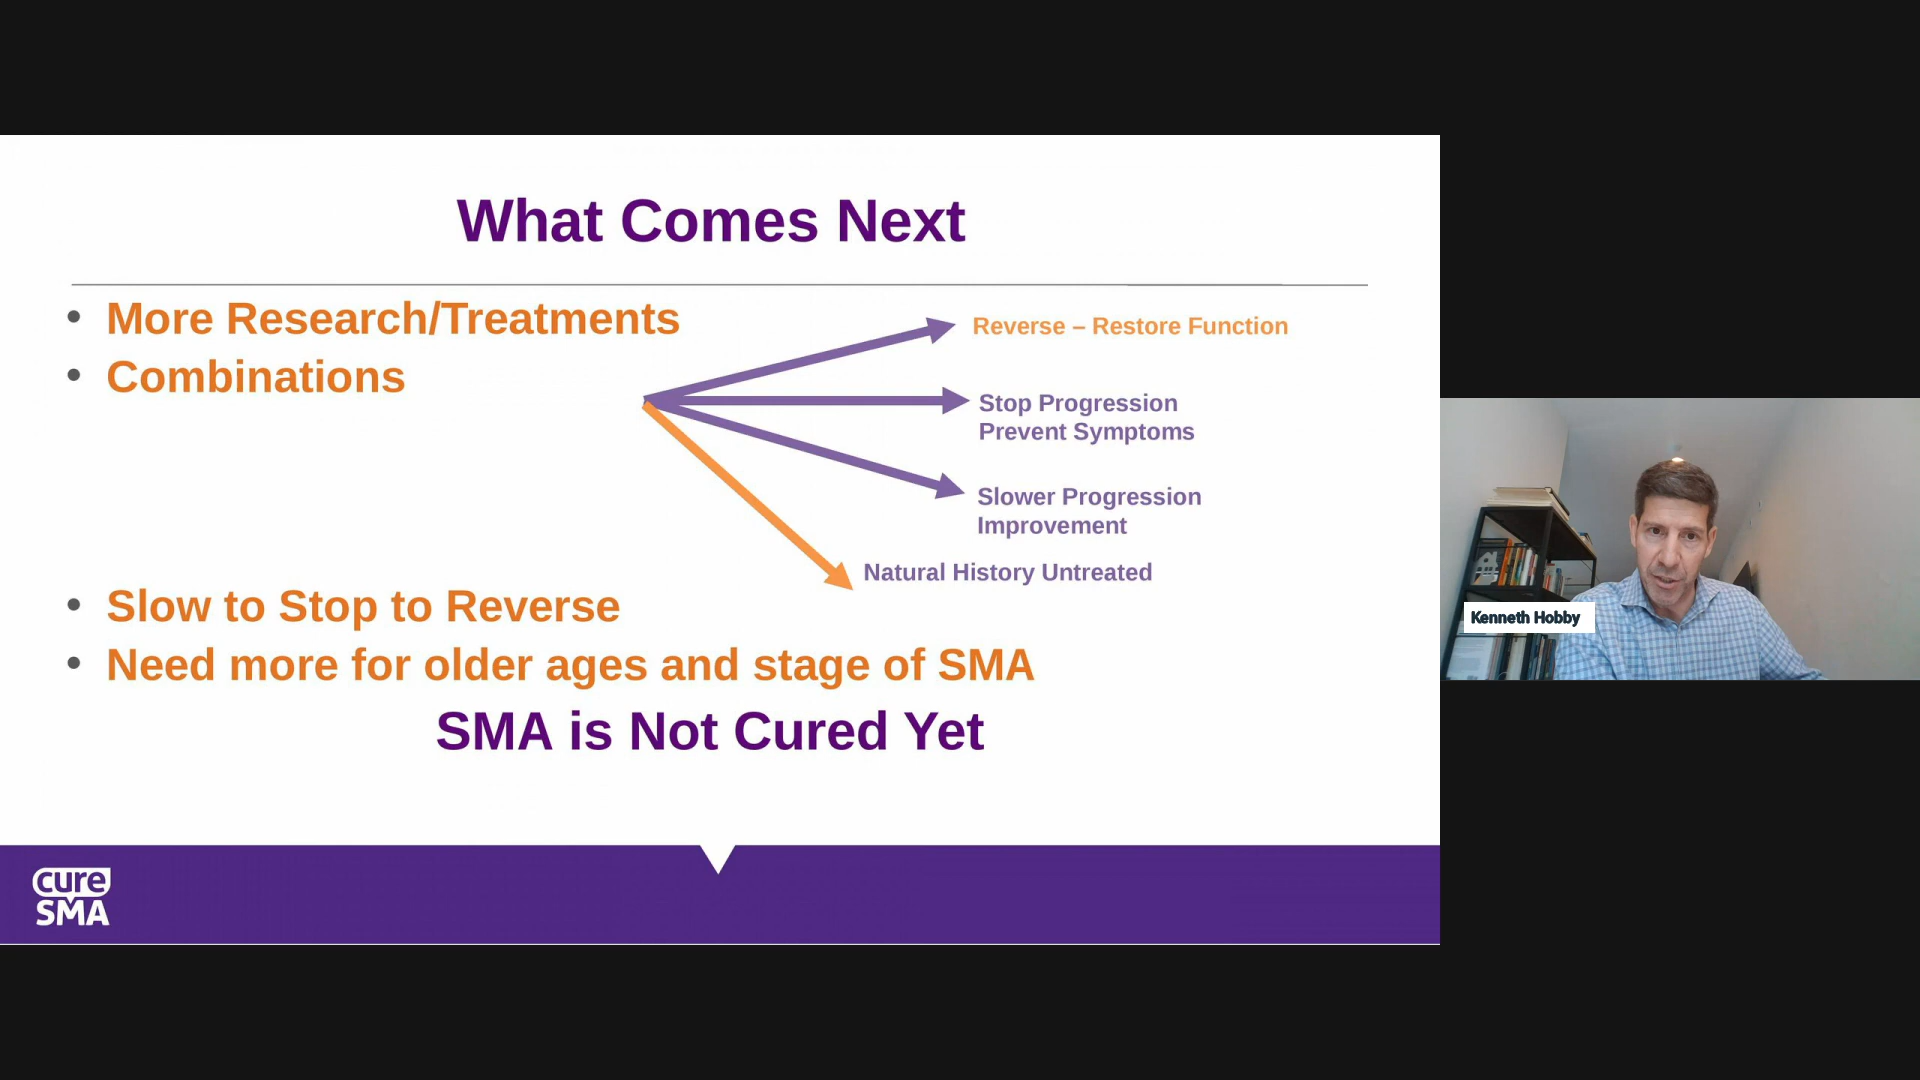 What Comes Next
• More Research/Treatments
• Combinations
Reverse – Restore Function
Stop Progression
Prevent Symptoms
Slower Progression
Improvement
Natural History Untreated
• Slow to Stop to Reverse
• Need more for older ages and stage of SMA
SMA is Not Cured Yet
cure
SMA
Kenneth Hobby